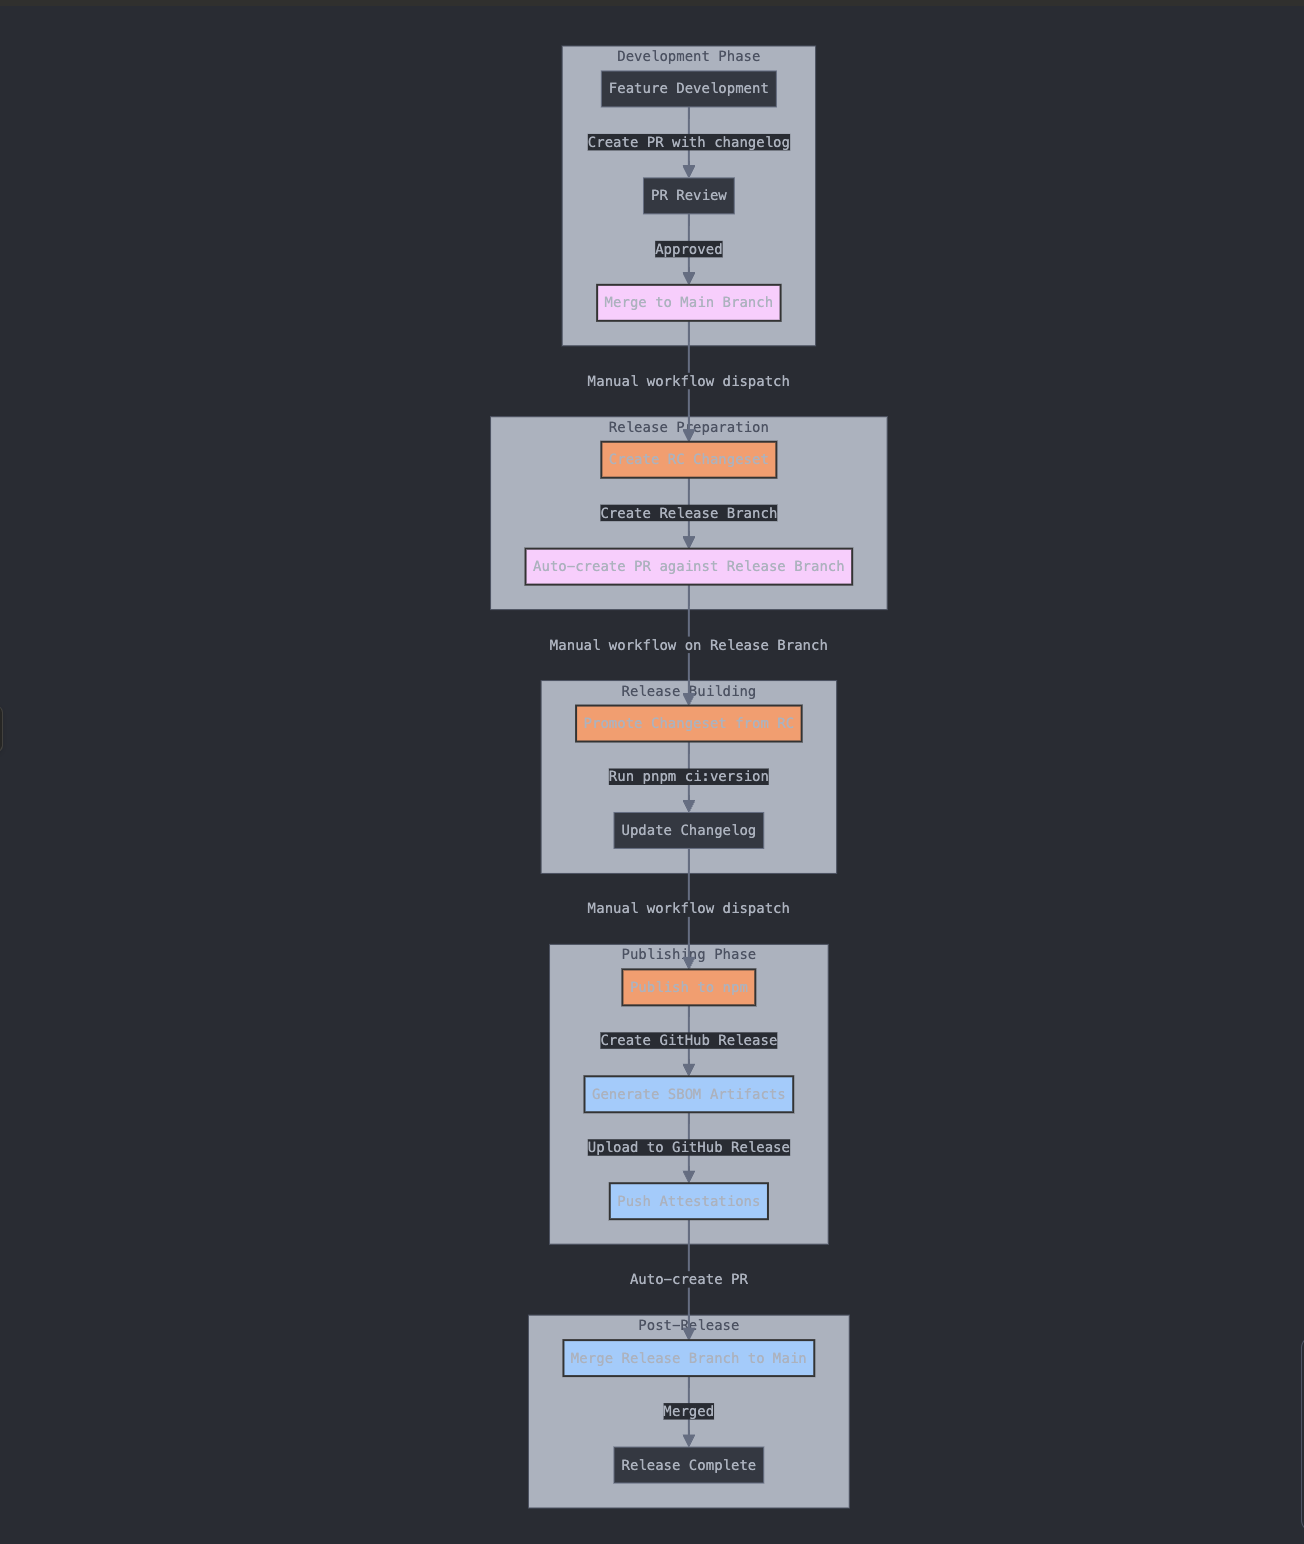 Development Phase
Feature Development
Create PR with changelog
PR Review
Approved
Merge to Main Branch
Manual workflow dispatch
Release Preparation
Create RC Changeset
Create Release Branch
Auto-create PR against Release Branch
Manual workflow on Release Branch
Release Building
Promote Changeset from RC
Run pnpm ci:version
Update Changelog
Manual workflow dispatch
Publishing Phase
Publish to npm
Create GitHub Release
Generate SBOM Artifacts
Upload to GitHub Release
Push Attestations
Auto-create PR
Post-Release
Merge Release Branch to Main
Merged
Release Complete